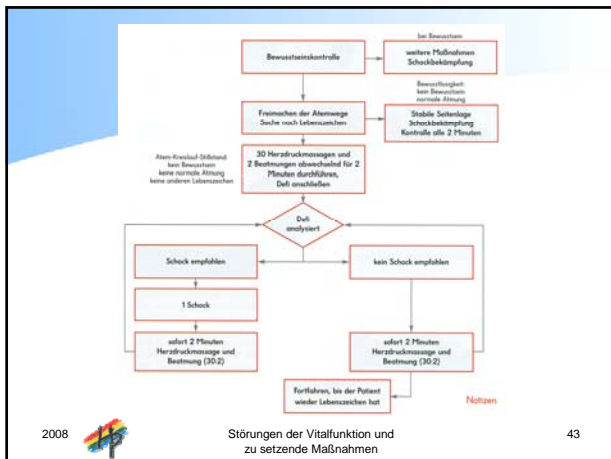 bei Bewusstsein
Bewusstseinskontrolle
weitere Maßnahmen
Schockbekämpfung
Bewusstlosigkeit:
kein Bewusstsein
normale Atmung
Freimachen der Atemwege
Suche nach Lebenszeichen
Stabile Seitenlage
Schockbekämpfung
Kontrolle alle 2 Minuten
Atem-Kreislauf-Stillstand:
kein Bewusstsein
keine normale Atmung
keine anderen Lebenszeichen
30 Herzdruckmassagen und
2 Beatmungen abwechselnd für 2
Minuten durchführen,
Defi anschließen
Defi
analysiert
Schock empfohlen
kein Schock empfohlen
1 Schock
sofort 2 Minuten
Herzdruckmassage und
Beatmung (30:2)
sofort 2 Minuten
Herzdruckmassage und
Beatmung (30:2)
Fortfahren, bis der Patient
wieder Lebenszeichen hat
Notizen
2008
Störungen der Vitalfunktion und
zu setzende Maßnahmen
43